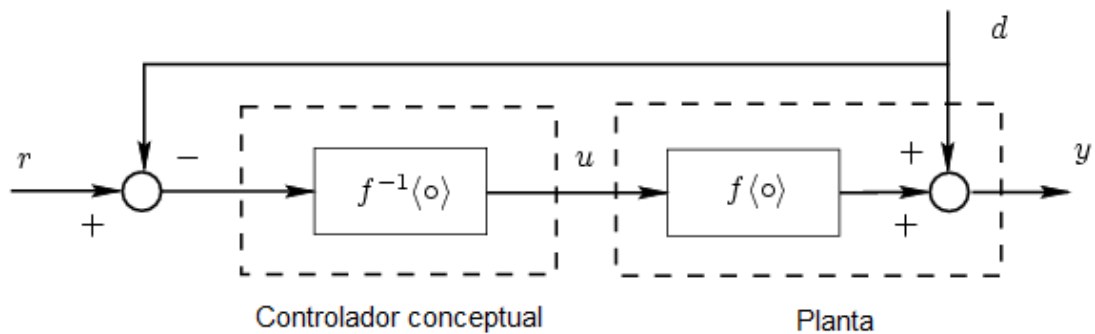 d
r
−
u
+
y
f⁻¹⟨∘⟩
f⟨∘⟩
+
+
Controlador conceptual
Planta